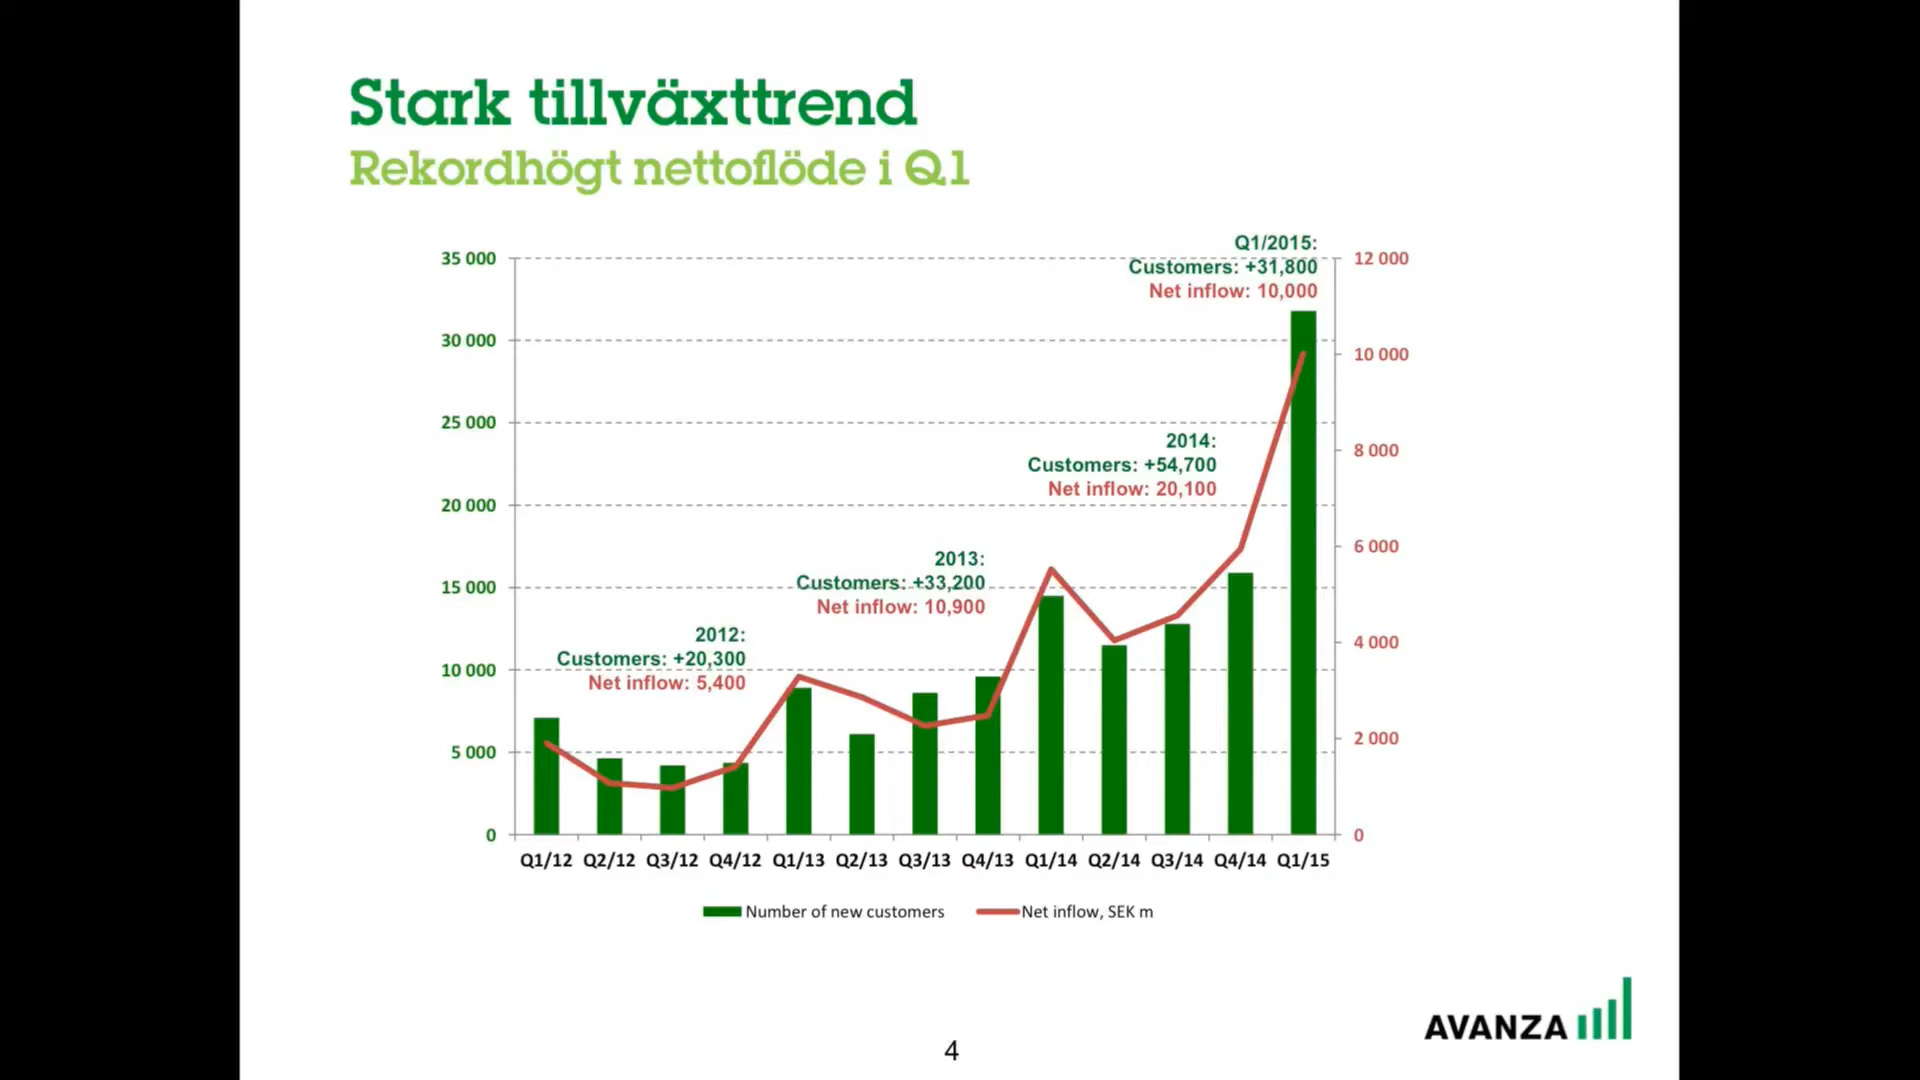 Stark tillväxttrend
Rekordhögt nettoflöde i Q1
Q1/2015:
Customers: +31,800
Net inflow: 10,000
2014:
Customers: +54,700
Net inflow: 20,100
2013:
Customers: +33,200
Net inflow: 10,900
2012:
Customers: +20,300
Net inflow: 5,400
35 000
30 000
25 000
20 000
15 000
10 000
5 000
0
12 000
10 000
8 000
6 000
4 000
2 000
0
Q1/12 Q2/12 Q3/12 Q4/12 Q1/13 Q2/13 Q3/13 Q4/13 Q1/14 Q2/14 Q3/14 Q4/14 Q1/15
Number of new customers Net inflow, SEK m
AVANZA
4